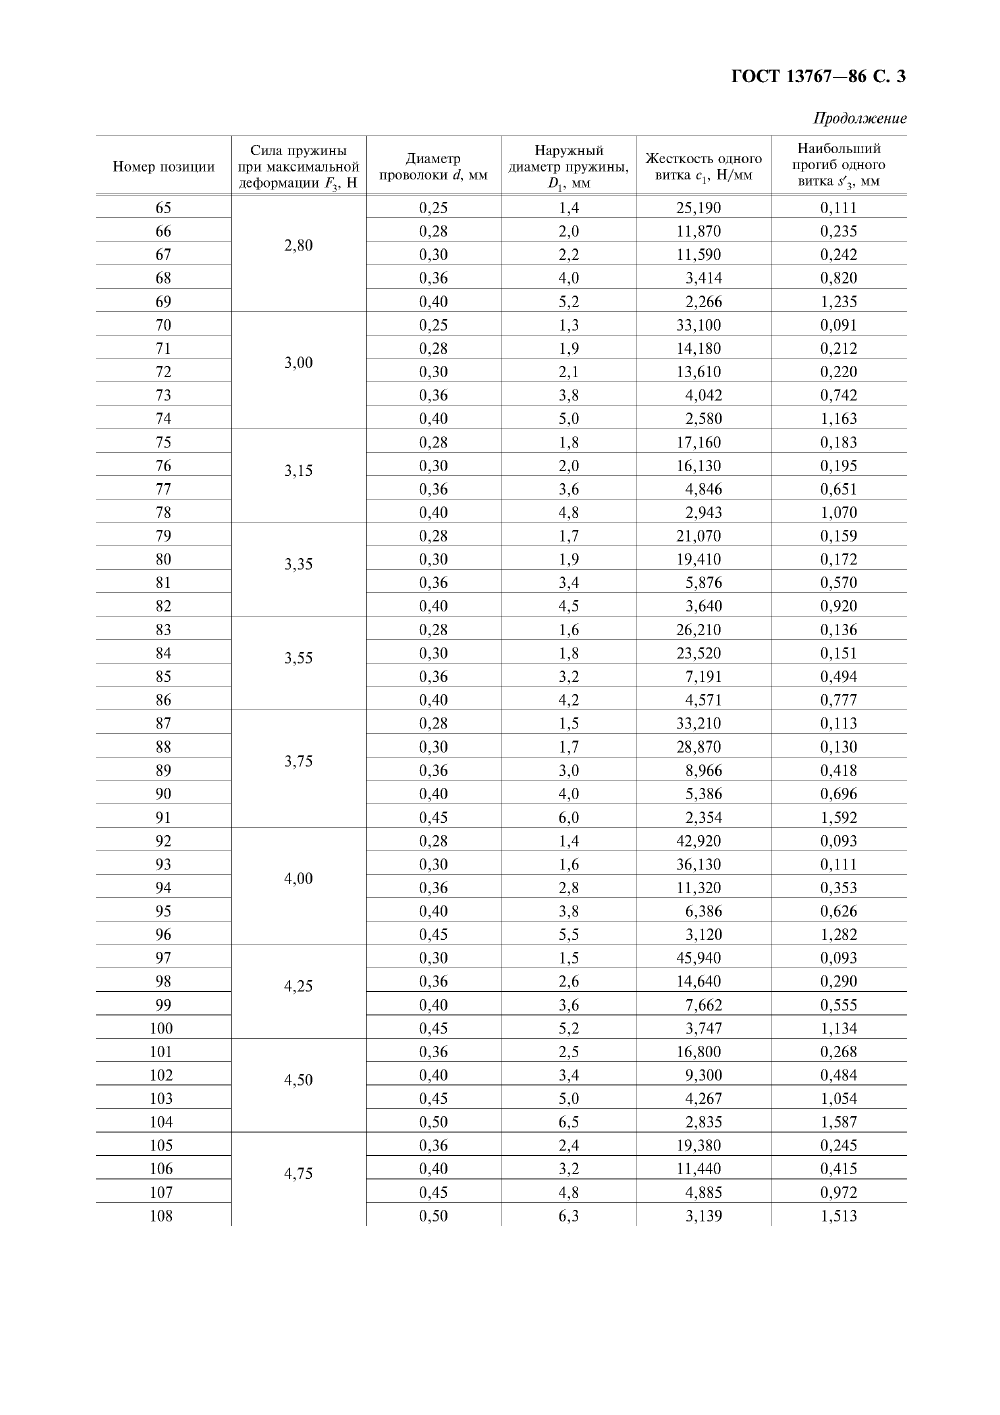 ГОСТ 13767—86 С. 3
Продолжение
Номер позиции
Сила пружины
при максимальной
деформации F3, Н
Диаметр
проволоки d, мм
Наружный
диаметр пружины,
D1, мм
Жесткость одного
витка c1, Н/мм
Наибольший
прогиб одного
витка s′3, мм
65 0,25 1,4 25,190 0,111
66 0,28 2,0 11,870 0,235
2,80
67 0,30 2,2 11,590 0,242
68 0,36 4,0 3,414 0,820
69 0,40 5,2 2,266 1,235
70 0,25 1,3 33,100 0,091
71 0,28 1,9 14,180 0,212
3,00
72 0,30 2,1 13,610 0,220
73 0,36 3,8 4,042 0,742
74 0,40 5,0 2,580 1,163
75 0,28 1,8 17,160 0,183
76 0,30 2,0 16,130 0,195
3,15
77 0,36 3,6 4,846 0,651
78 0,40 4,8 2,943 1,070
79 0,28 1,7 21,070 0,159
80 0,30 1,9 19,410 0,172
3,35
81 0,36 3,4 5,876 0,570
82 0,40 4,5 3,640 0,920
83 0,28 1,6 26,210 0,136
84 0,30 1,8 23,520 0,151
3,55
85 0,36 3,2 7,191 0,494
86 0,40 4,2 4,571 0,777
87 0,28 1,5 33,210 0,113
88 0,30 1,7 28,870 0,130
3,75
89 0,36 3,0 8,966 0,418
90 0,40 4,0 5,386 0,696
91 0,45 6,0 2,354 1,592
92 0,28 1,4 42,920 0,093
93 0,30 1,6 36,130 0,111
4,00
94 0,36 2,8 11,320 0,353
95 0,40 3,8 6,386 0,626
96 0,45 5,5 3,120 1,282
97 0,30 1,5 45,940 0,093
98 0,36 2,6 14,640 0,290
4,25
99 0,40 3,6 7,662 0,555
100 0,45 5,2 3,747 1,134
101 0,36 2,5 16,800 0,268
102 0,40 3,4 9,300 0,484
4,50
103 0,45 5,0 4,267 1,054
104 0,50 6,5 2,835 1,587
105 0,36 2,4 19,380 0,245
106 0,40 3,2 11,440 0,415
4,75
107 0,45 4,8 4,885 0,972
108 0,50 6,3 3,139 1,513